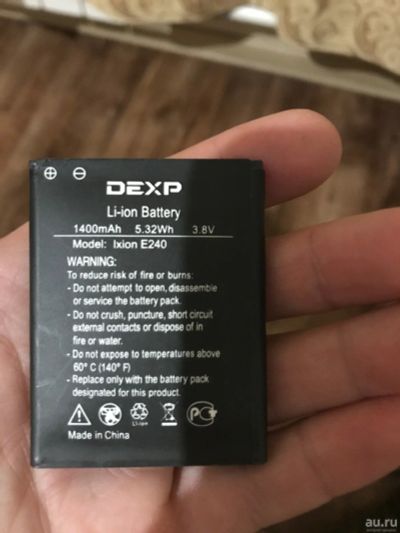 DEXP
Li-ion Battery
1400mAh 5.32Wh 3.8V
Model: Ixion E240
WARNING:
To reduce risk of fire or burns:
- Do not attempt to open, disassemble
or service the battery pack.
- Do not crush, puncture, short circuit
external contacts or dispose of in
fire or water.
- Do not expose to temperatures above
60° C (140° F)
- Replace only with the battery pack
designated for this product.
Li-ion
PC
Made in China
au.ru